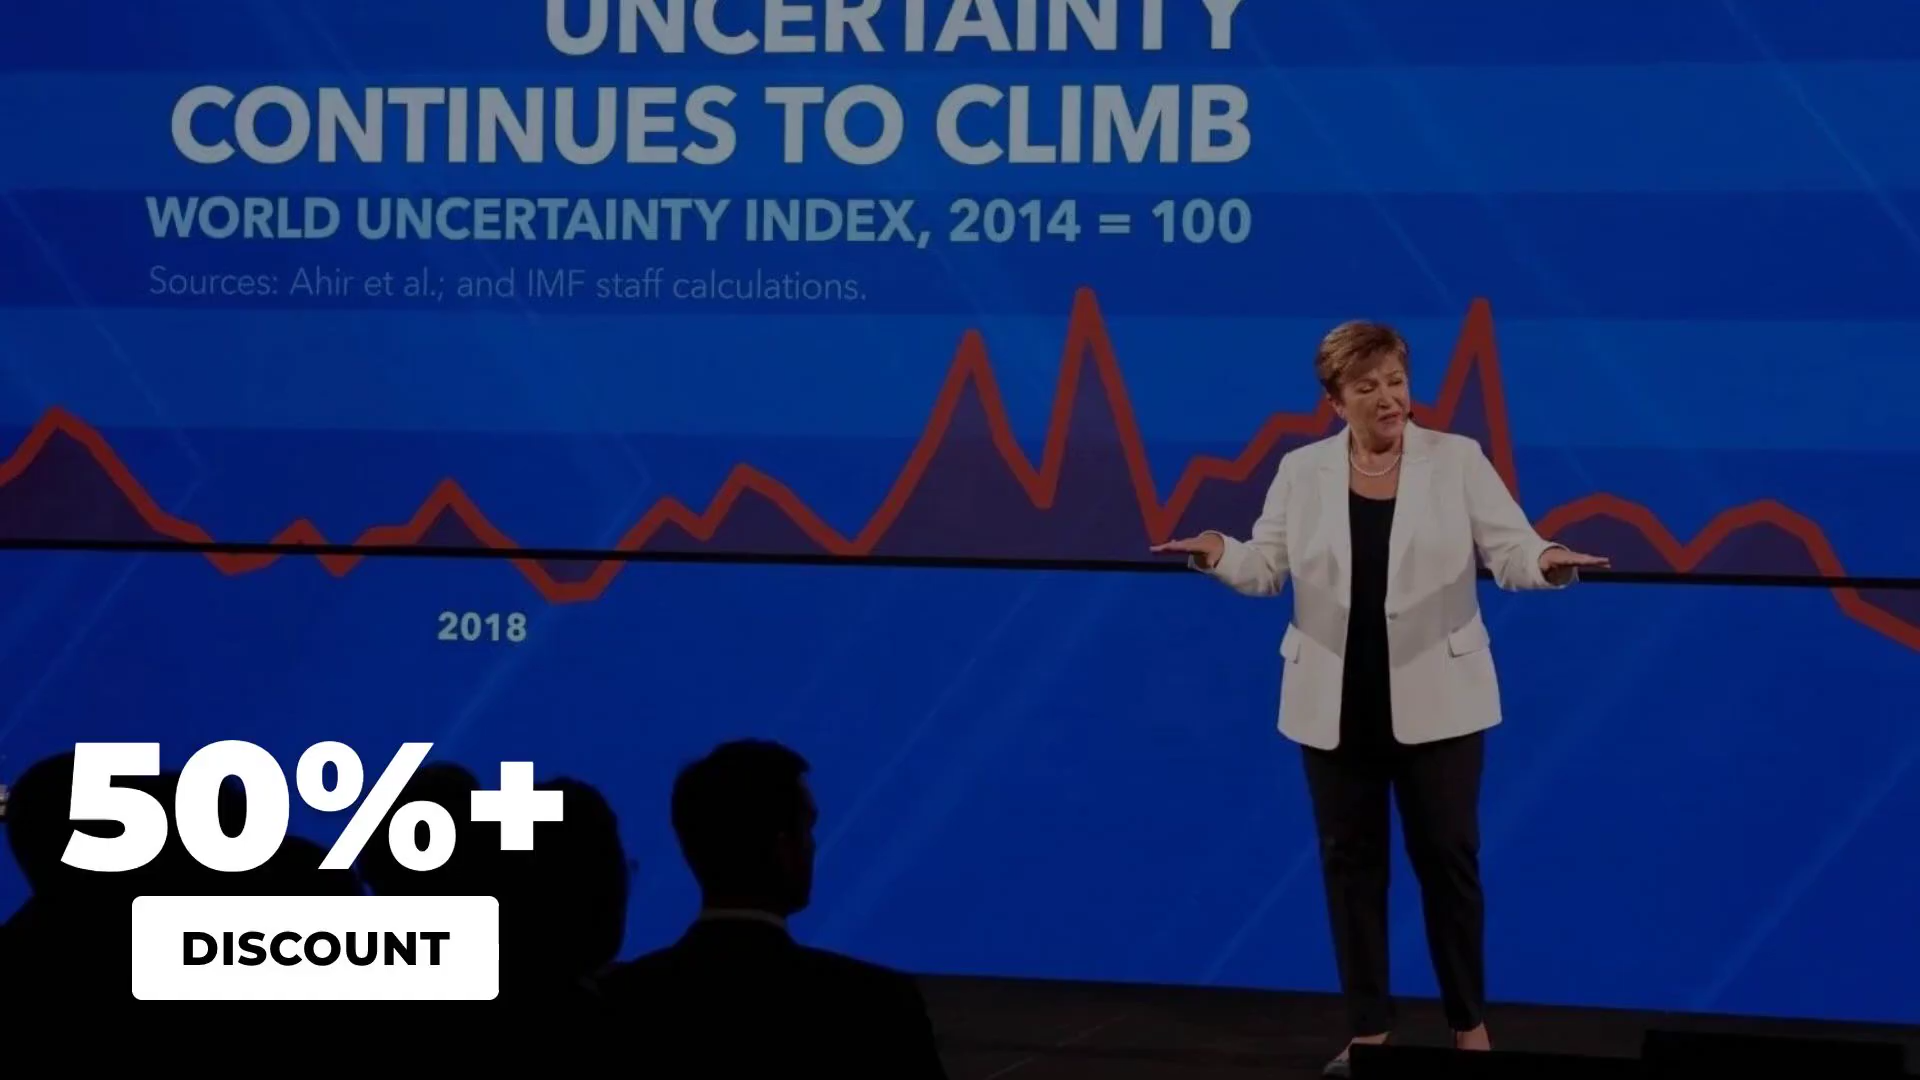 UNCERTAINTY
CONTINUES TO CLIMB
WORLD UNCERTAINTY INDEX, 2014 = 100
Sources: Ahir et al.; and IMF staff calculations.
2018
50%+
DISCOUNT